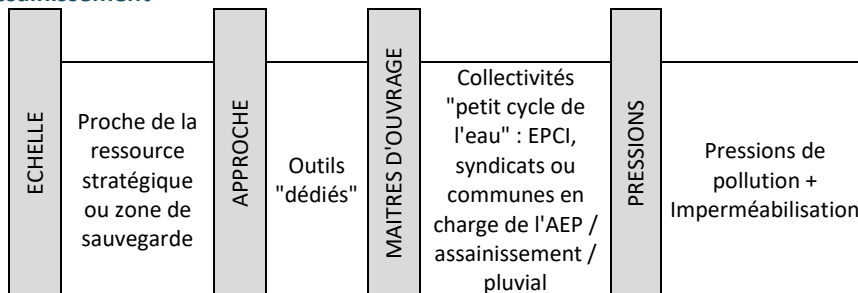 ECHELLE
Proche de la
ressource
stratégique
ou zone de
sauvegarde
APPROCHE
Outils
"dédiés"
MAITRES D'OUVRAGE
Collectivités
"petit cycle de
l'eau" : EPCI,
syndicats ou
communes en
charge de l'AEP /
assainissement /
pluvial
PRESSIONS
Pressions de
pollution +
Imperméabilisation